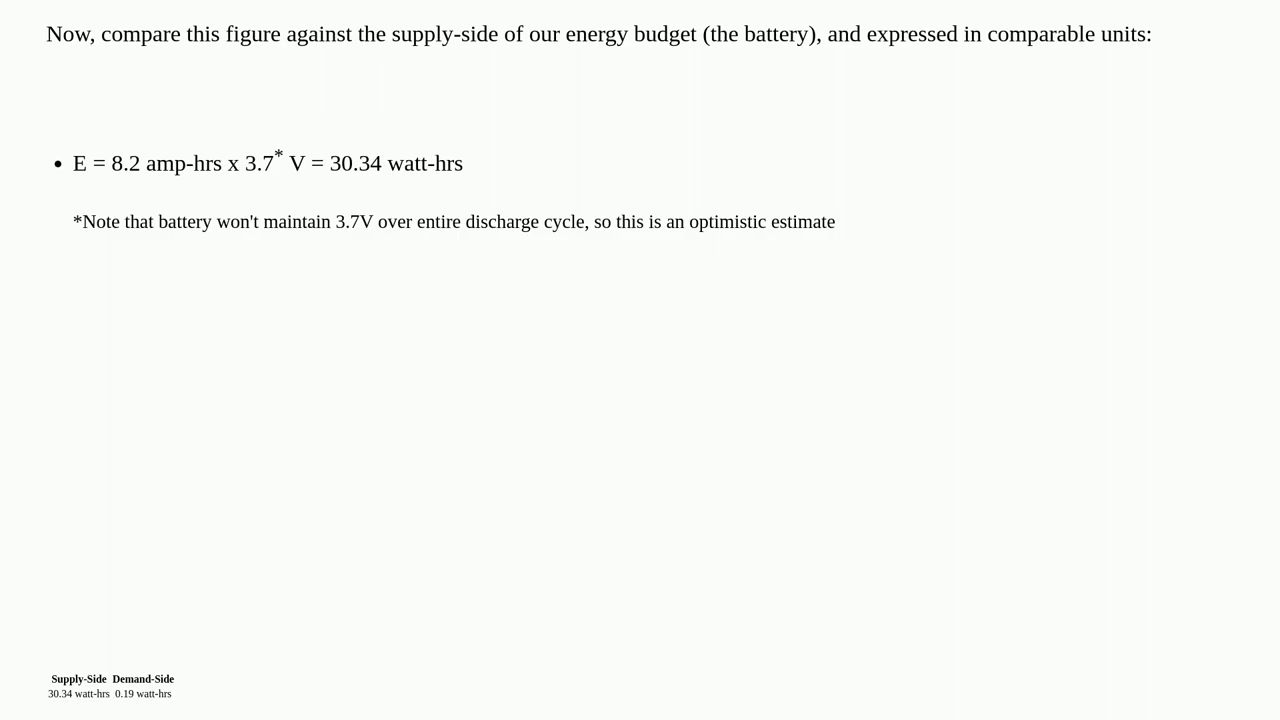 Now, compare this figure against the supply-side of our energy budget (the battery), and expressed in comparable units:
• E = 8.2 amp-hrs x 3.7* V = 30.34 watt-hrs
*Note that battery won't maintain 3.7V over entire discharge cycle, so this is an optimistic estimate
Supply-Side Demand-Side
30.34 watt-hrs 0.19 watt-hrs